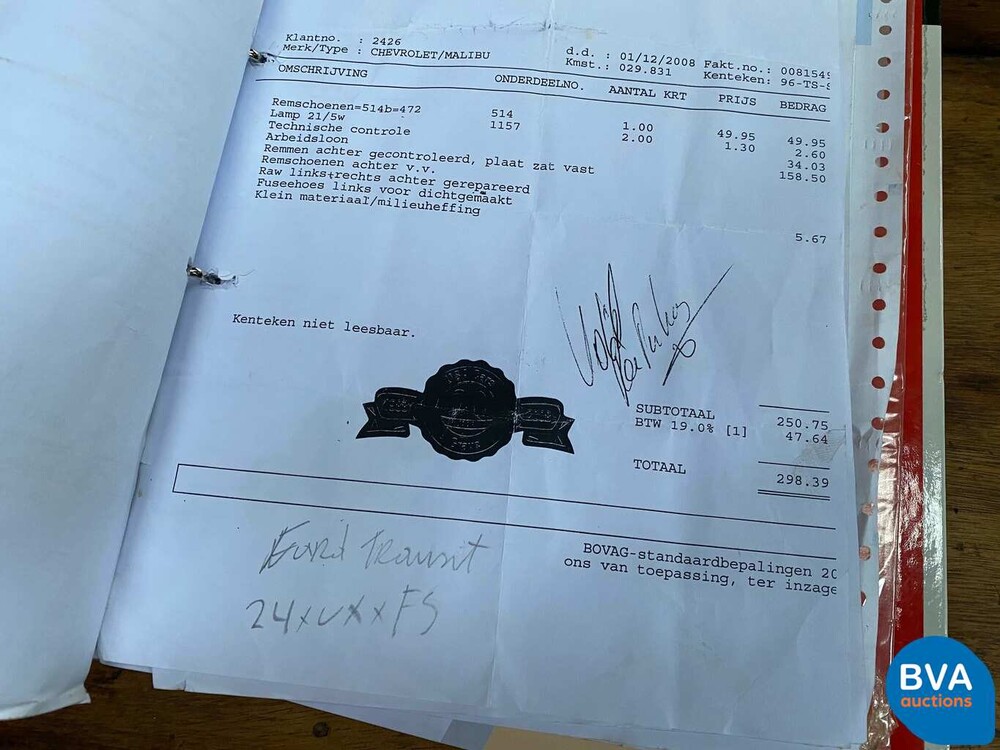 Klantno. : 2426
Merk/Type : CHEVROLET/MALIBU
d.d. : 01/12/2008 Fakt.no.: 0081549
Kmst.: 029.831 Kenteken: 96-TS-S
OMSCHRIJVING ONDERDEELNO. AANTAL KRT PRIJS BEDRAG
Remschoenen=514b=472 514 1.00 49.95 49.95
Lamp 21/5w 1157 2.00 1.30 2.60
Technische controle 34.03
Arbeidsloon 158.50
Remmen achter gecontroleerd, plaat zat vast
Remschoenen achter v.v.
Raw links+rechts achter gerepareerd
Fuseehoes links voor dichtgemaakt
Klein materiaal/milieuheffing 5.67
Kenteken niet leesbaar.
SUBTOTAAL 250.75
BTW 19.0% [1] 47.64
TOTAAL 298.39
BOVAG-standaardbepalingen 20
ons van toepassing, ter inzage
Ford Transit
BVA
auctions